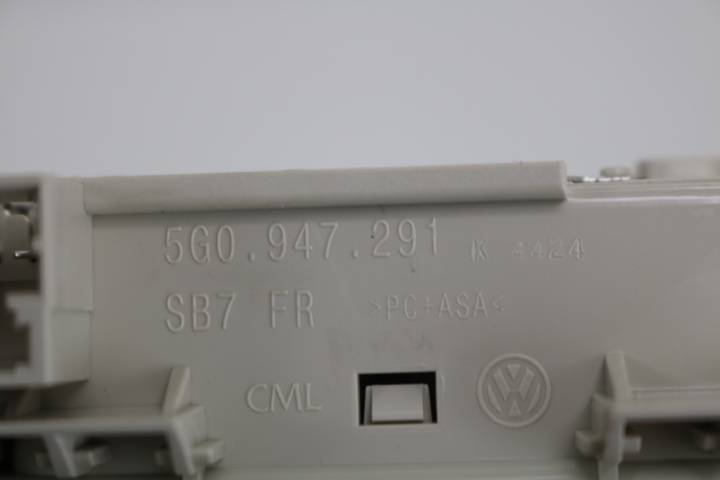 5G0.947.291 K 4424
SB7 FR >PC+ASA<
CML